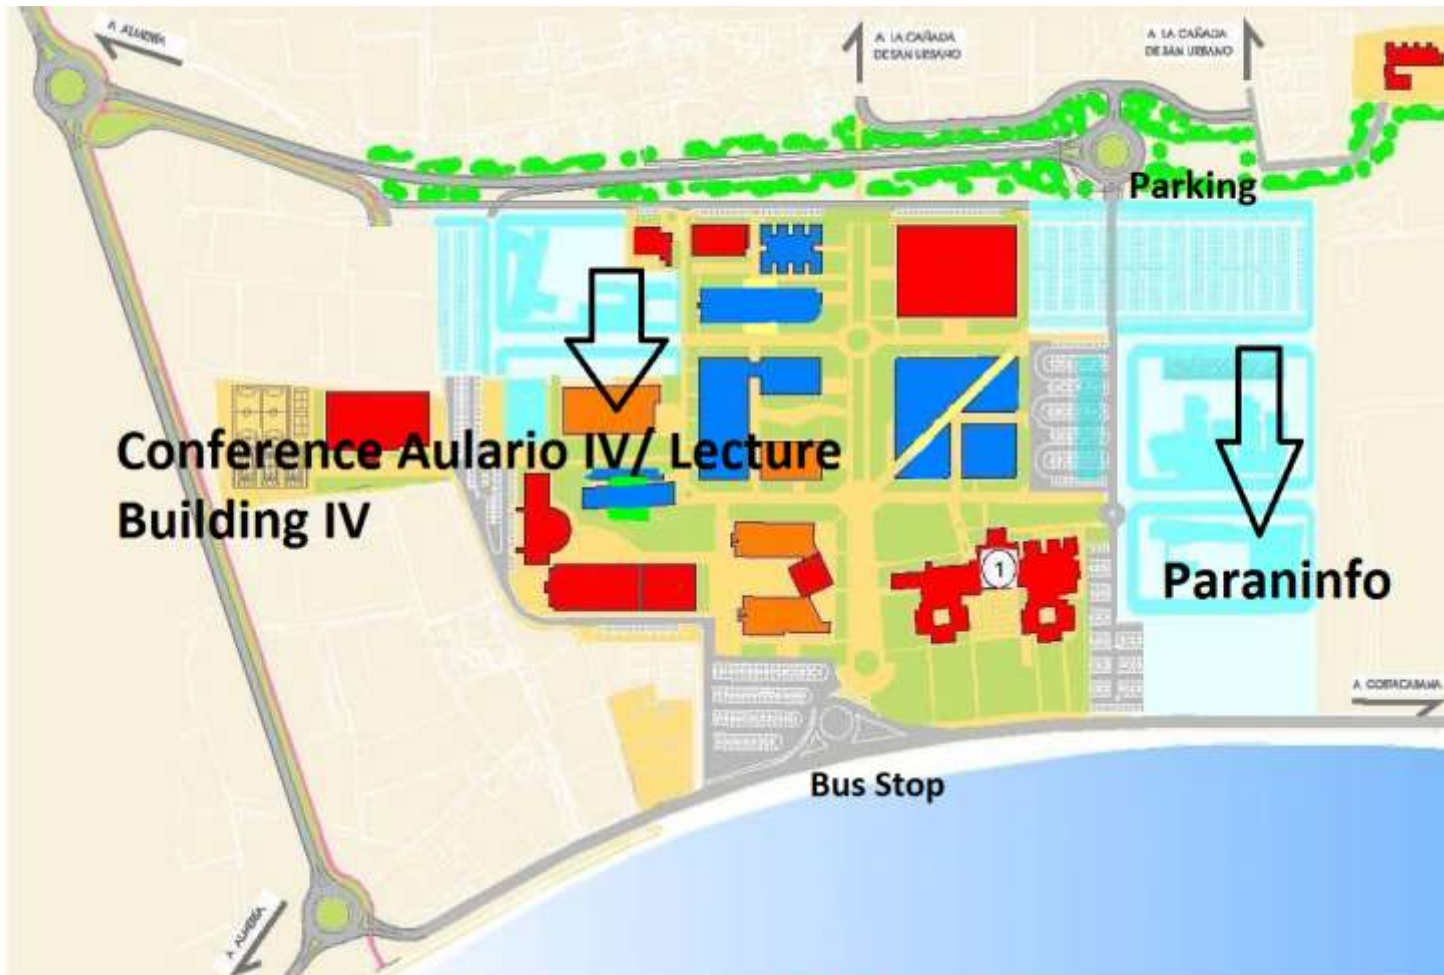 A ALMERÍA
A LA CAÑADA
DE SAN URBANO
A LA CAÑADA
DE SAN URBANO
Parking
Conference Aulario IV/ Lecture
Building IV
1
Paraninfo
A COSTACABANA
Bus Stop
A ALMERÍA